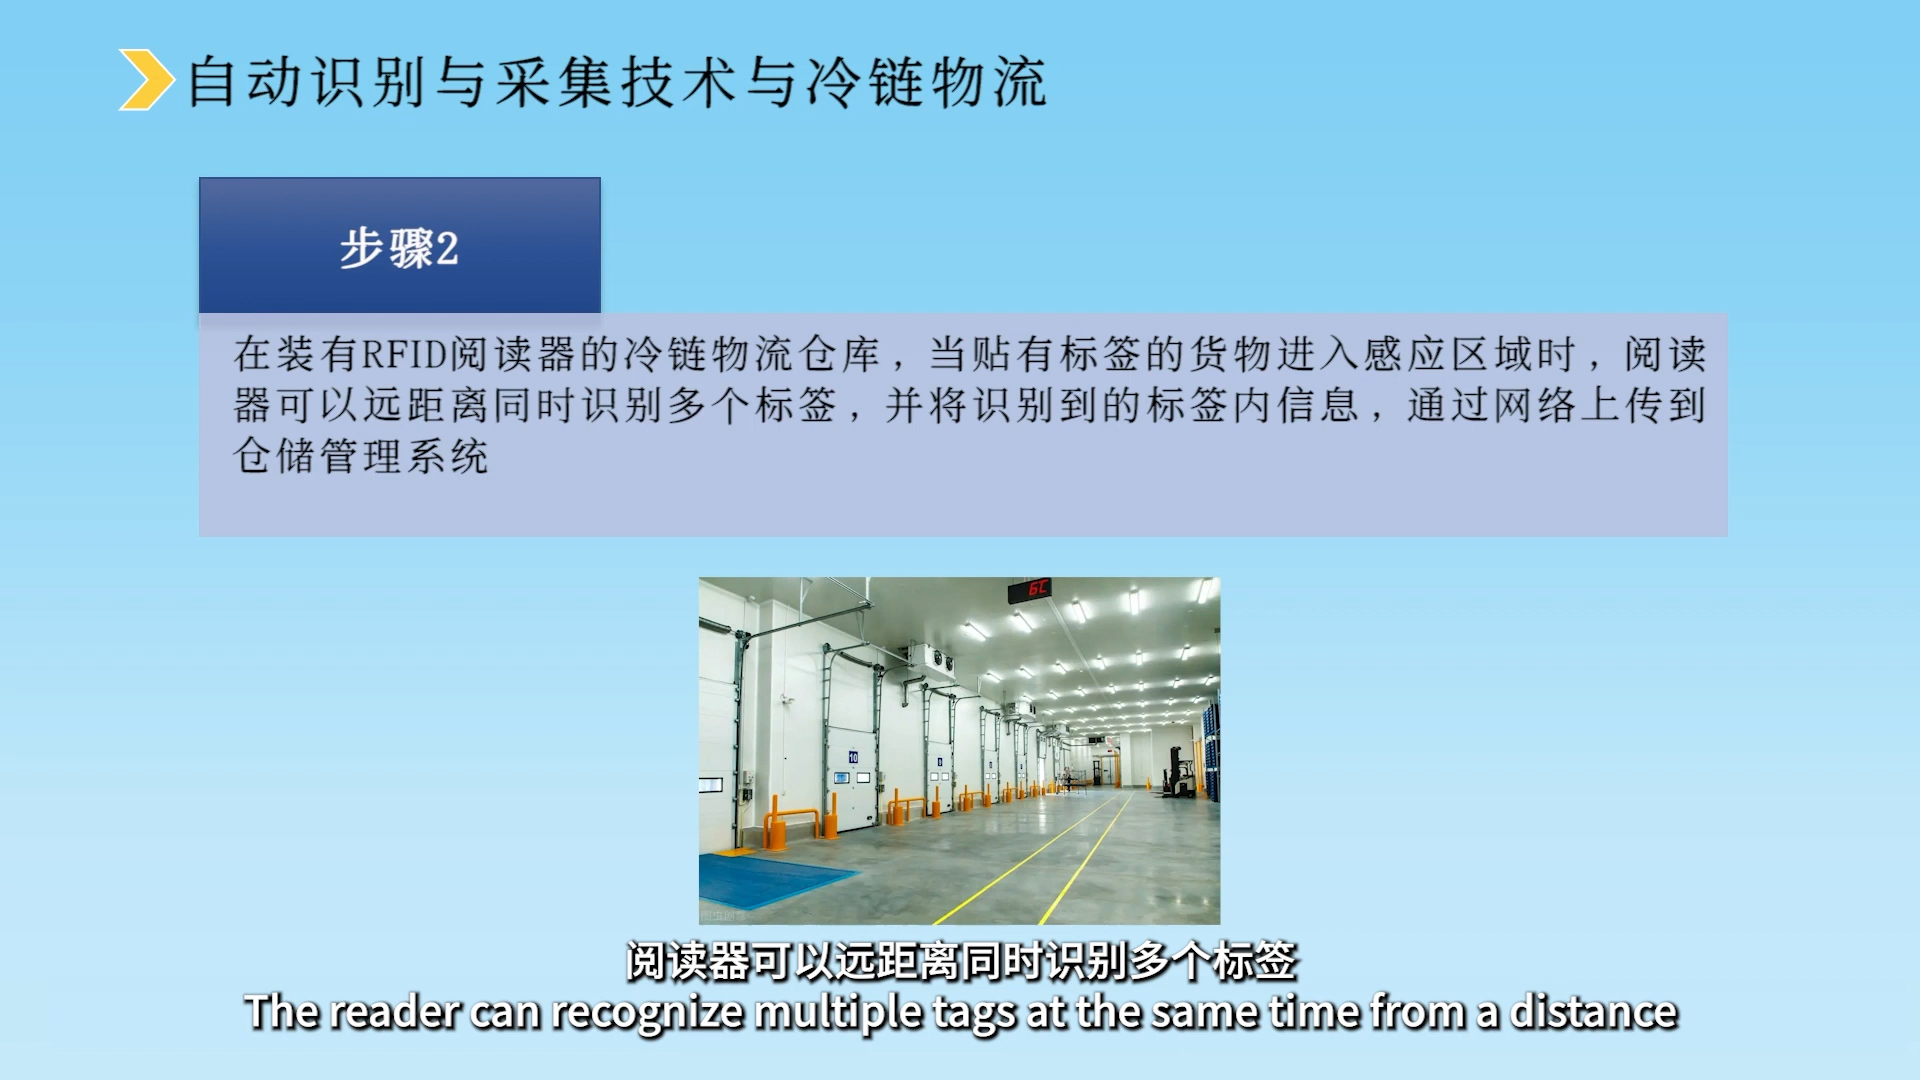 自动识别与采集技术与冷链物流
步骤2
在装有RFID阅读器的冷链物流仓库，当贴有标签的货物进入感应区域时，阅读
器可以远距离同时识别多个标签，并将识别到的标签内信息，通过网络上传到
仓储管理系统
6C
10
9
阅读器可以远距离同时识别多个标签
The reader can recognize multiple tags at the same time from a distance